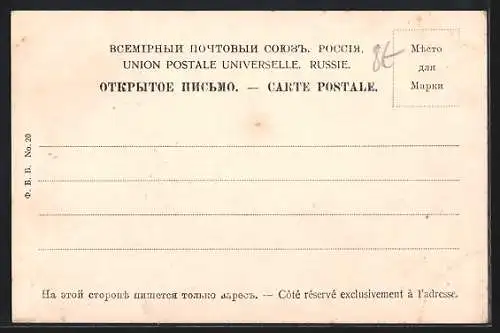 ВСЕМІРНЫЙ ПОЧТОВЫЙ СОЮЗЪ. РОССІЯ.
UNION POSTALE UNIVERSELLE. RUSSIE.
ОТКРЫТОЕ ПИСЬМО. — CARTE POSTALE.
Мѣсто
для
Марки
8€
Ф. В. В. No. 20
На этой сторонѣ пишется только адресъ. — Côté réservé exclusivement à l'adresse.